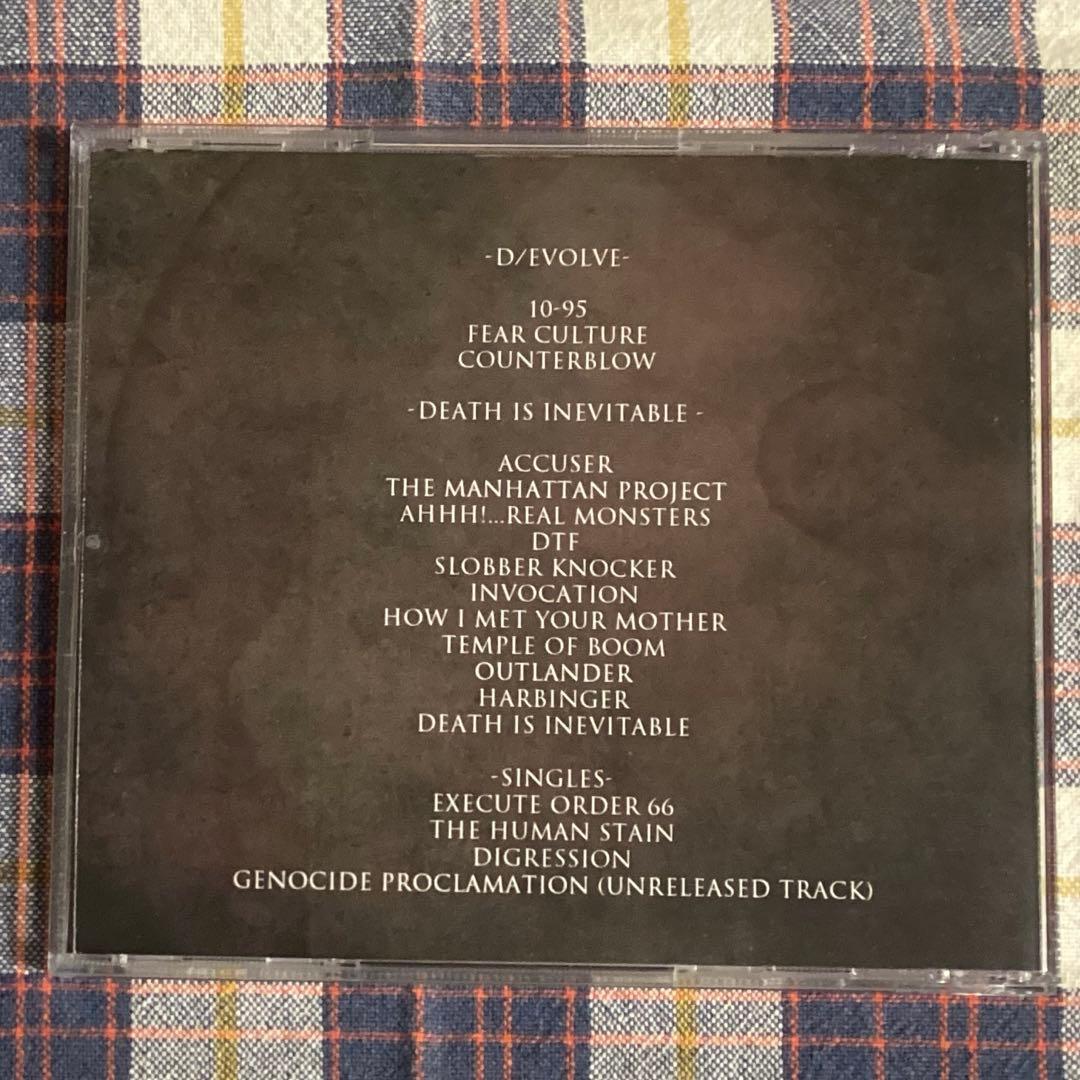 -D/EVOLVE-
10-95
FEAR CULTURE
COUNTERBLOW
-DEATH IS INEVITABLE -
ACCUSER
THE MANHATTAN PROJECT
AHHH!...REAL MONSTERS
DTF
SLOBBER KNOCKER
INVOCATION
HOW I MET YOUR MOTHER
TEMPLE OF BOOM
OUTLANDER
HARBINGER
DEATH IS INEVITABLE
-SINGLES-
EXECUTE ORDER 66
THE HUMAN STAIN
DIGRESSION
GENOCIDE PROCLAMATION (UNRELEASED TRACK)